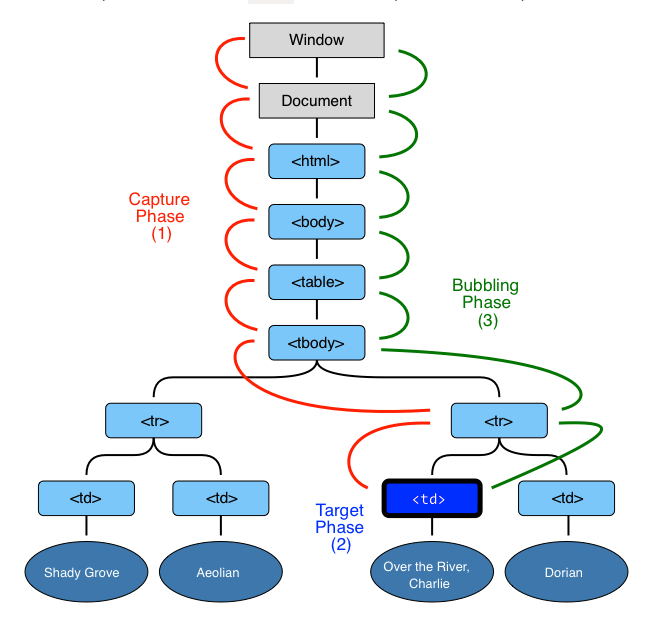 Window
Document
<html>
Capture
Phase
(1)
<body>
<table>
Bubbling
Phase
(3)
<tbody>
<tr>
<tr>
<td>
<td>
<td>
<td>
Target
Phase
(2)
Shady Grove
Aeolian
Over the River,
Charlie
Dorian